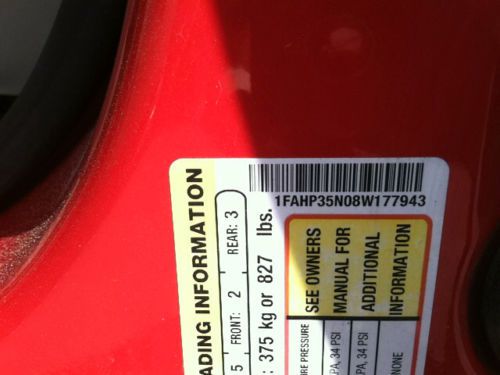 1FAHP35N08W177943
ADING INFORMATION
5 FRONT: 2 REAR: 3
: 375 kg or 827 lbs.
SEE OWNERS
MANUAL FOR
ADDITIONAL
INFORMATION
IRE PRESSURE
PA, 34 PSI
PA, 34 PSI
NONE